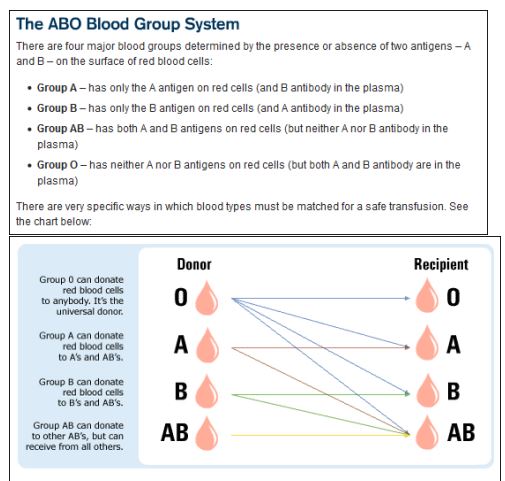 The ABO Blood Group System
There are four major blood groups determined by the presence or absence of two antigens – A
and B – on the surface of red blood cells:
• Group A – has only the A antigen on red cells (and B antibody in the plasma)
• Group B – has only the B antigen on red cells (and A antibody in the plasma)
• Group AB – has both A and B antigens on red cells (but neither A nor B antibody in the
plasma)
• Group O – has neither A nor B antigens on red cells (but both A and B antibody are in the
plasma)
There are very specific ways in which blood types must be matched for a safe transfusion. See
the chart below:
Donor
Recipient
Group O can donate
red blood cells
to anybody. It's the
universal donor.
O
O
Group A can donate
red blood cells
to A's and AB's.
A
A
Group B can donate
red blood cells
to B's and AB's.
B
B
Group AB can donate
to other AB's, but can
receive from all others.
AB
AB